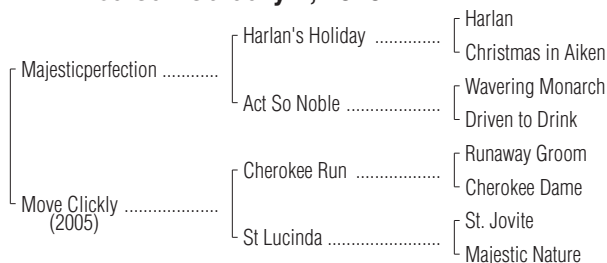 Harlan
Harlan's Holiday ..............
Christmas in Aiken
Majesticperfection ............
Wavering Monarch
Act So Noble .....................
Driven to Drink
Runaway Groom
Cherokee Run ...................
Cherokee Dame
Move Clickly ....................
(2005)
St. Jovite
St Lucinda .........................
Majestic Nature